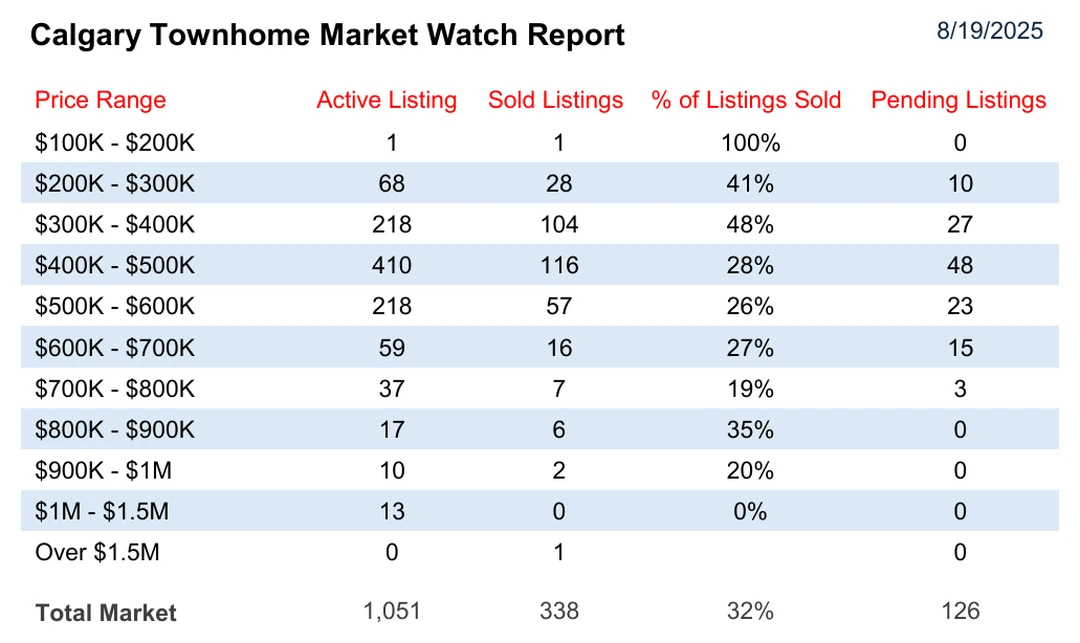 Calgary Townhome Market Watch Report 8/19/2025
Price Range Active Listing Sold Listings % of Listings Sold Pending Listings
$100K - $200K 1 1 100% 0
$200K - $300K 68 28 41% 10
$300K - $400K 218 104 48% 27
$400K - $500K 410 116 28% 48
$500K - $600K 218 57 26% 23
$600K - $700K 59 16 27% 15
$700K - $800K 37 7 19% 3
$800K - $900K 17 6 35% 0
$900K - $1M 10 2 20% 0
$1M - $1.5M 13 0 0% 0
Over $1.5M 0 1 0
Total Market 1,051 338 32% 126